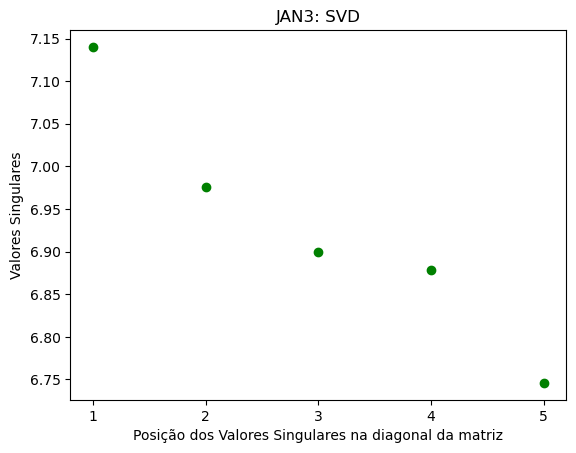 JAN3: SVD
Valores Singulares
7.15
7.10
7.05
7.00
6.95
6.90
6.85
6.80
6.75
1 2 3 4 5
Posição dos Valores Singulares na diagonal da matriz